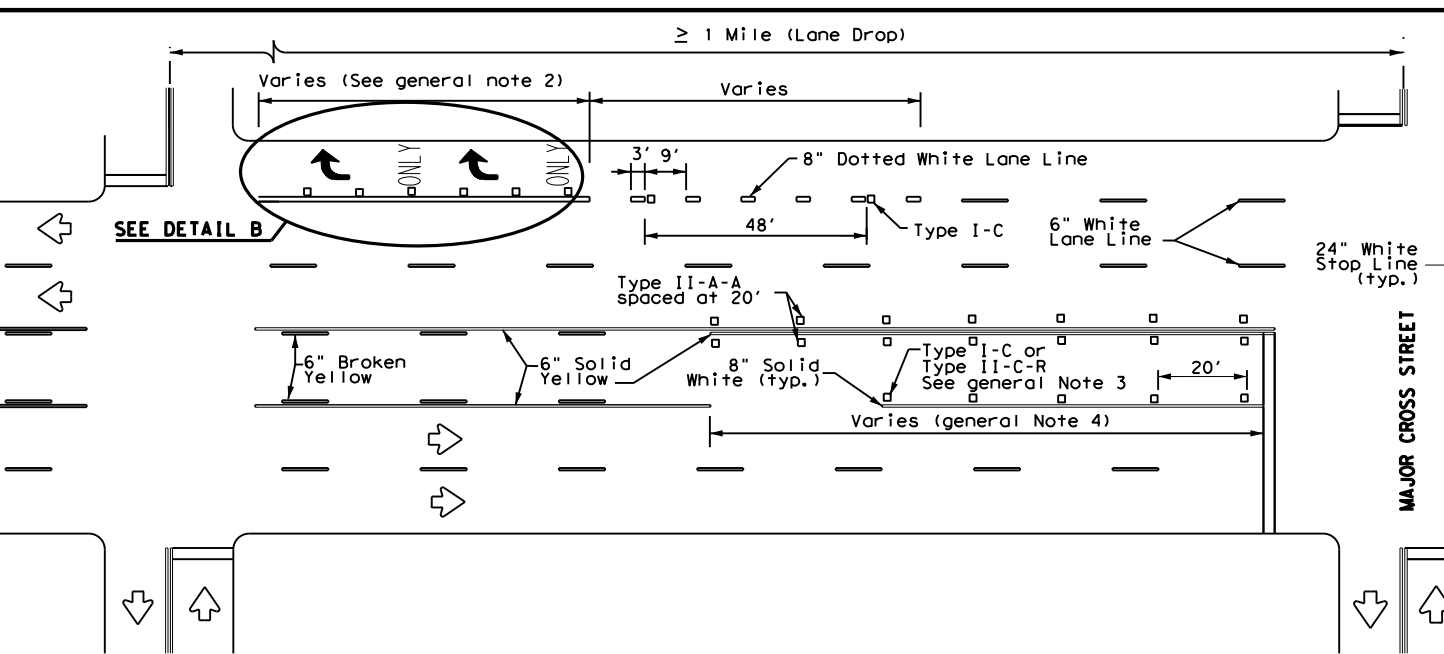 ≥ 1 Mile (Lane Drop)
Varies (See general note 2)
Varies
ONLY
ONLY
3' 9'
8" Dotted White Lane Line
SEE DETAIL B
48'
Type I-C
6" White
Lane Line
24" White
Stop Line
(typ.)
Type II-A-A
spaced at 20'
6" Broken
Yellow
6" Solid
Yellow
8" Solid
White (typ.)
Type I-C or
Type II-C-R
See general Note 3
20'
Varies (general Note 4)
MAJOR CROSS STREET